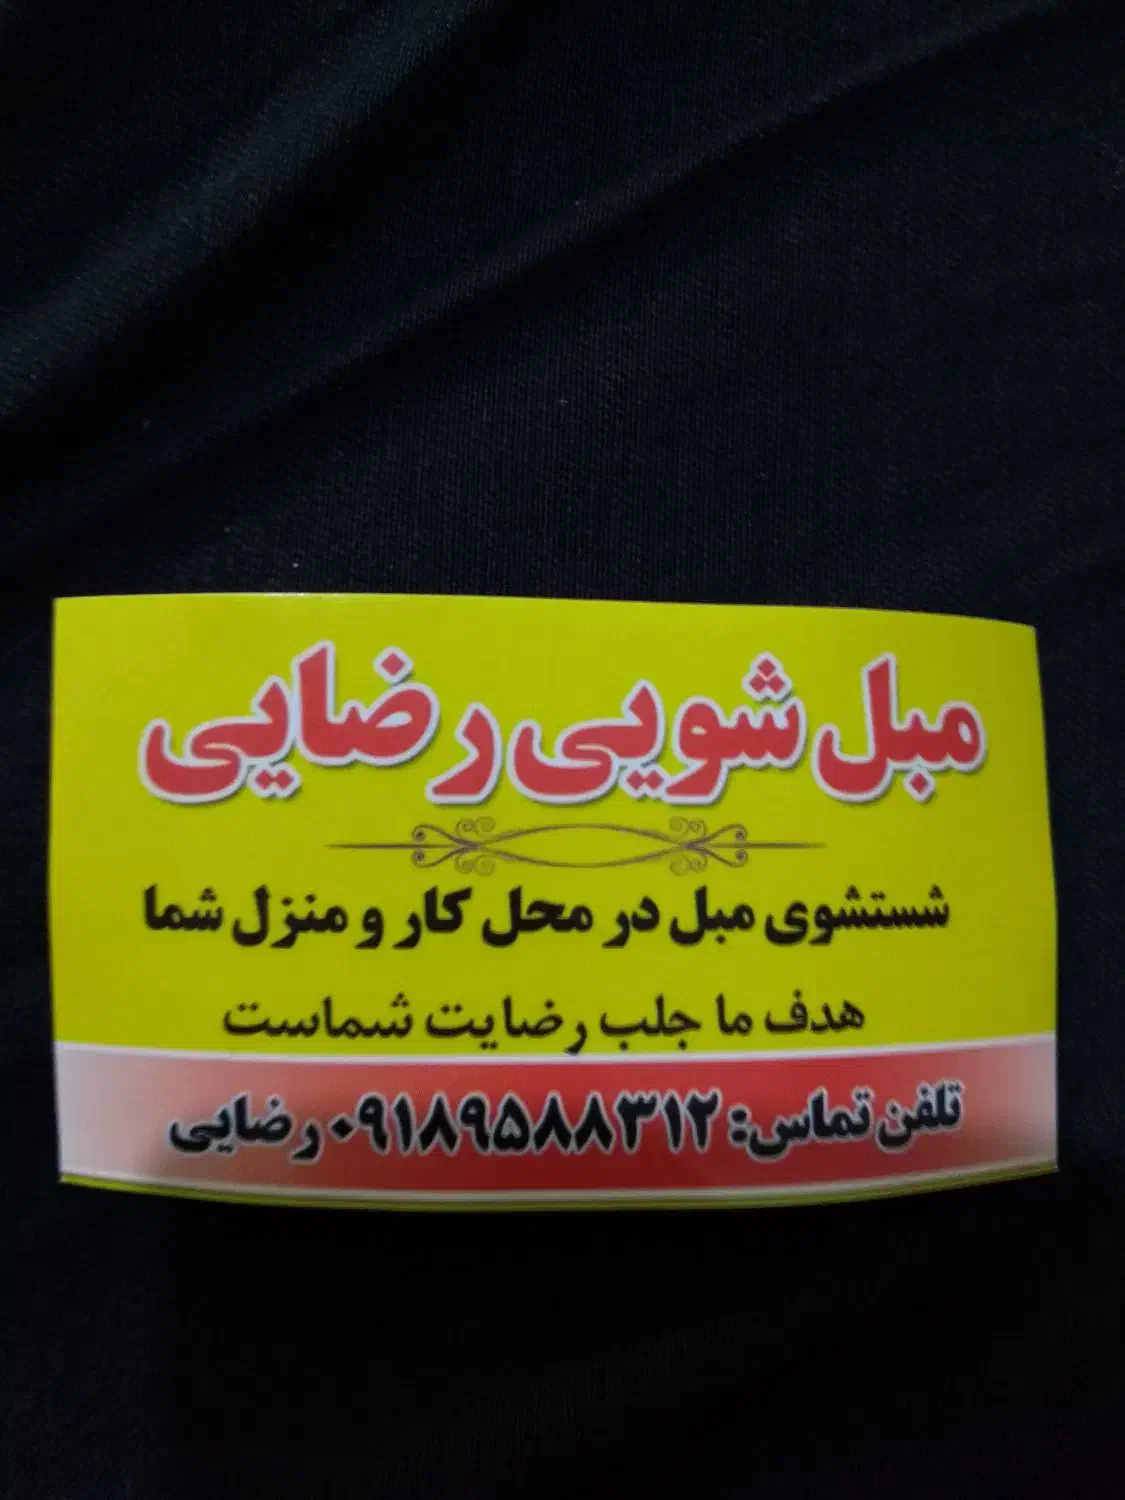 مبل شویی رضایی
شستشوی مبل در محل کار و منزل شما
هدف ما جلب رضایت شماست
تلفن تماس: ۰۹۱۸۹۵۸۸۳۱۲ رضایی